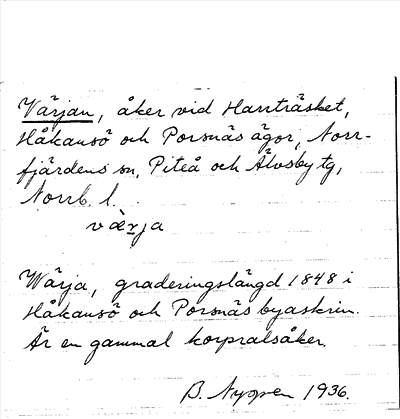 Värjan, åker vid Harrträsket,
Håkansö och Porsnäs ägor, Norr-
fjärdens sn, Piteå och Älvsby tg,
Norrb. l.
värja
Wärja, graderingslängd 1848 i
Håkansö och Porsnäs byaskrin.
Är en gammal korpralsåker.
B. Nygren 1936.